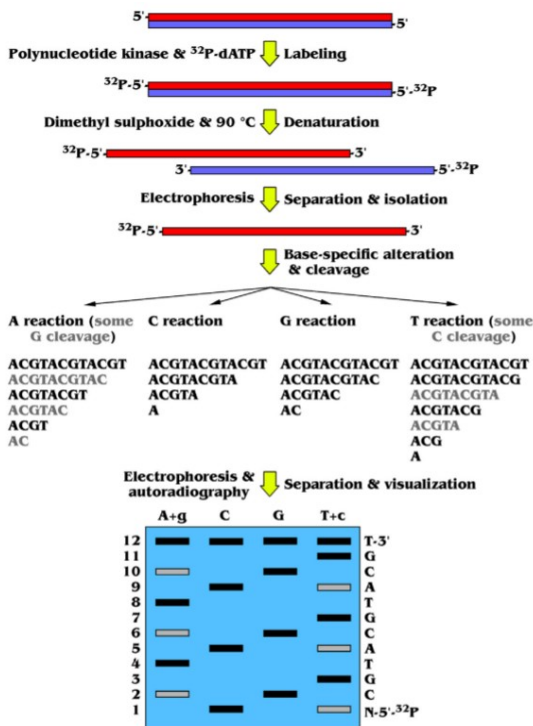 5' -5'
Polynucleotide kinase & ³²P-dATP Labeling
³²P-5' -5'-³²P
Dimethyl sulphoxide & 90 °C Denaturation
³²P-5' -3'
3' -5'-³²P
Electrophoresis Separation & isolation
³²P-5' -3'
Base-specific alteration
& cleavage
A reaction (some
G cleavage)
ACGTACGTACGT
ACGTACGTAC
ACGTACGT
ACGTAC
ACGT
AC
C reaction
ACGTACGTACGT
ACGTACGTA
ACGTA
A
G reaction
ACGTACGTACGT
ACGTACGTAC
ACGTAC
AC
T reaction (some
C cleavage)
ACGTACGTACGT
ACGTACGTACG
ACGTACGTA
ACGTACG
ACGTA
ACG
A
Electrophoresis &
autoradiography
Separation & visualization
A+g C G T+c
12 T-3'
11 G
10 C
9 A
8 T
7 G
6 C
5 A
4 T
3 G
2 C
1 N-5'-³²P